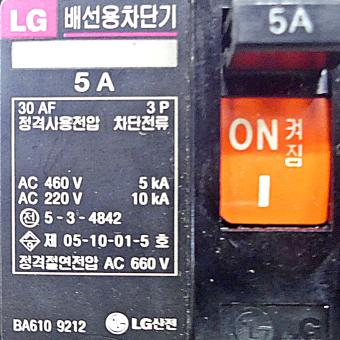 LG 배선용차단기
5 A
30 AF 3 P
정격사용전압 차단전류
AC 460 V 5 kA
AC 220 V 10 kA
전 5-3-4842
제 05-10-01-5 호
정격절연전압 AC 660 V
BA610 9212 LG산전
5A
ON 켜짐
I
LG